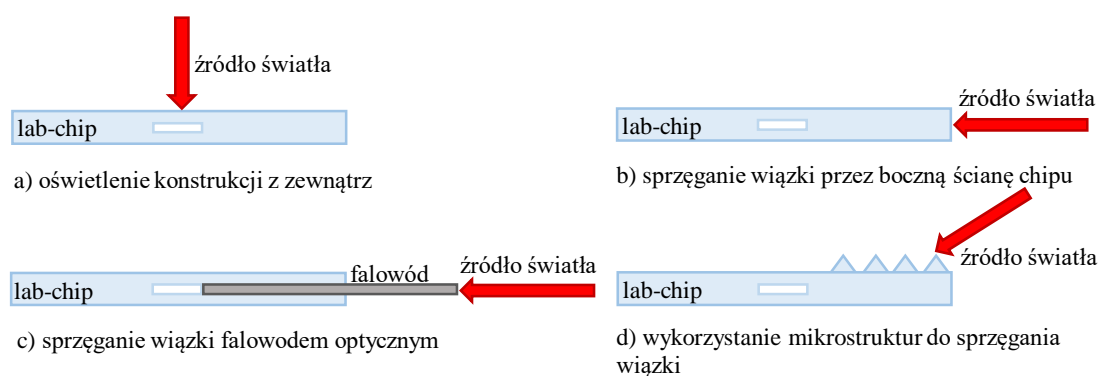 źródło światła
lab-chip
a) oświetlenie konstrukcji z zewnątrz
źródło światła
lab-chip
b) sprzęganie wiązki przez boczną ścianę chipu
falowód
źródło światła
lab-chip
c) sprzęganie wiązki falowodem optycznym
źródło światła
lab-chip
d) wykorzystanie mikrostruktur do sprzęgania
wiązki